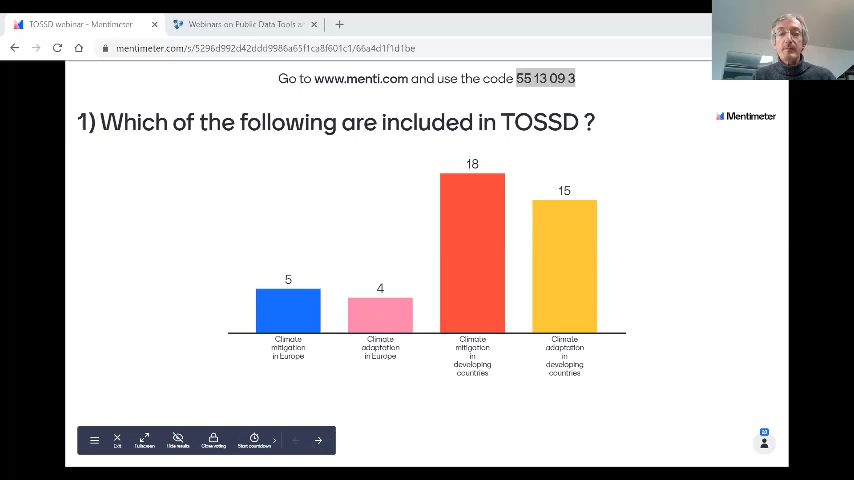 TOSSD webinar - Mentimeter
Webinars on Public Data Tools a
mentimeter.com/s/5296d992d42ddd9986a65f1ca8f601c1/66a4d1f1d1be
Go to www.menti.com and use the code 55 13 09 3
1) Which of the following are included in TOSSD ?
Mentimeter
18
15
5
4
Climate
mitigation
in Europe
Climate
adaptation
in Europe
Climate
mitigation
in
developing
countries
Climate
adaptation
in
developing
countries
Exit
Fullscreen
Hide results
Close voting
Start countdown